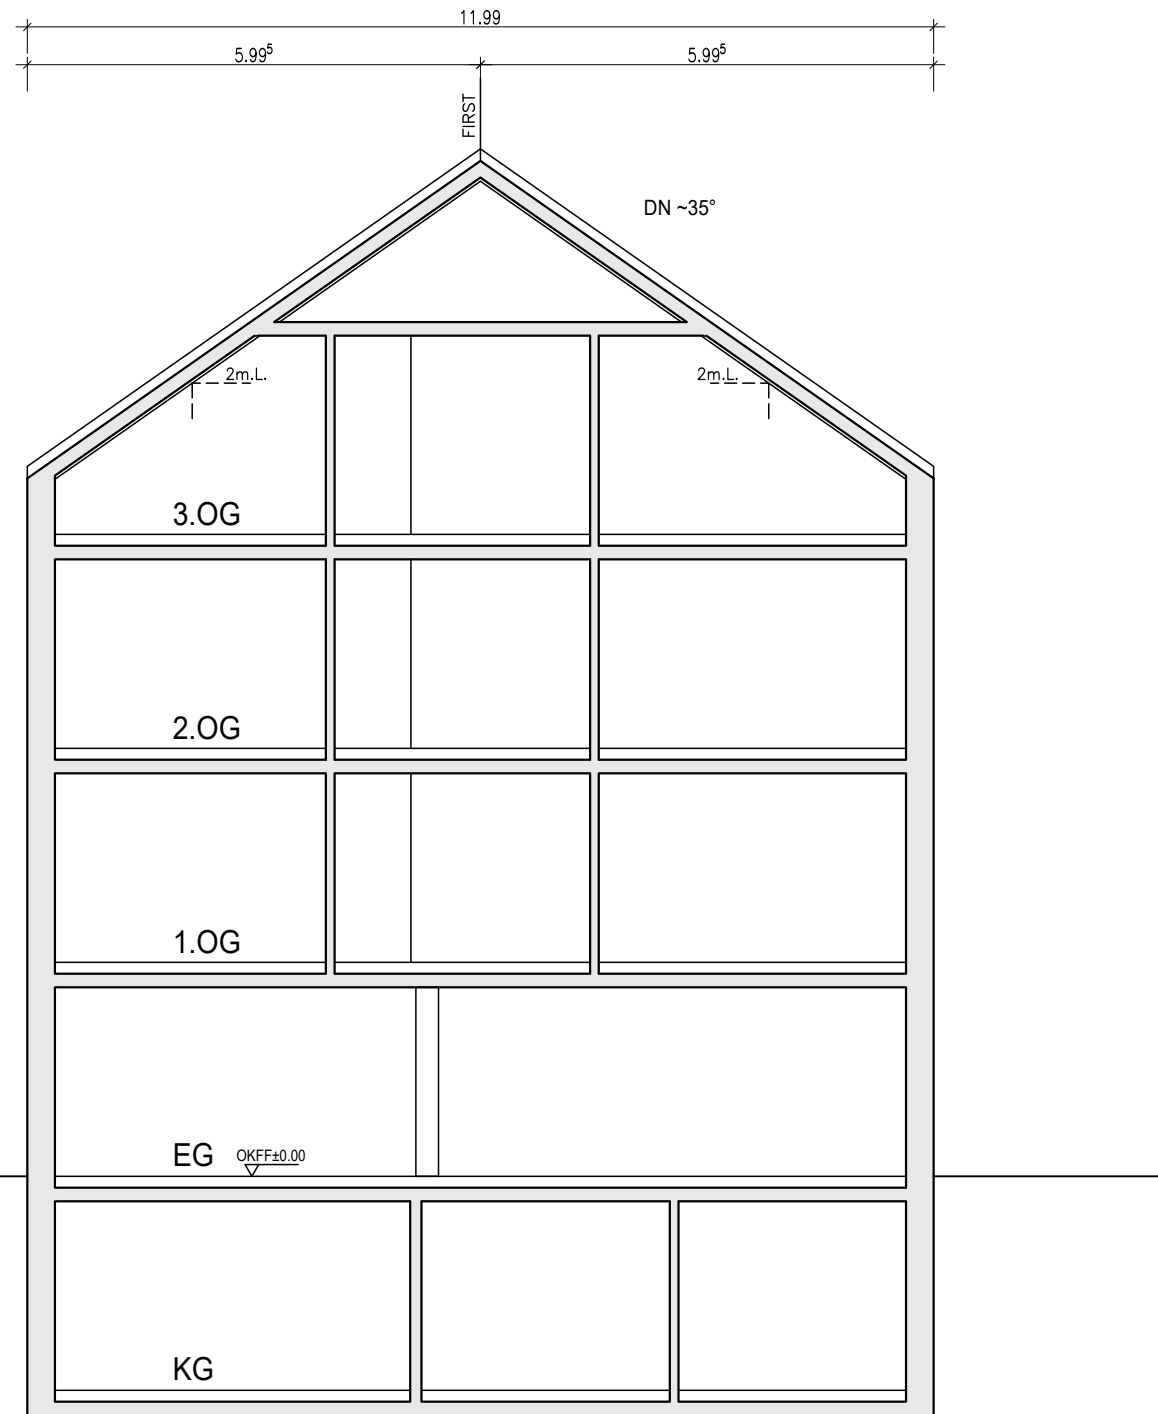 11.99
5.99⁵
5.99⁵
FIRST
DN ~35°
2m.L.
2m.L.
3.OG
2.OG
1.OG
EG
OKFF±0.00
KG